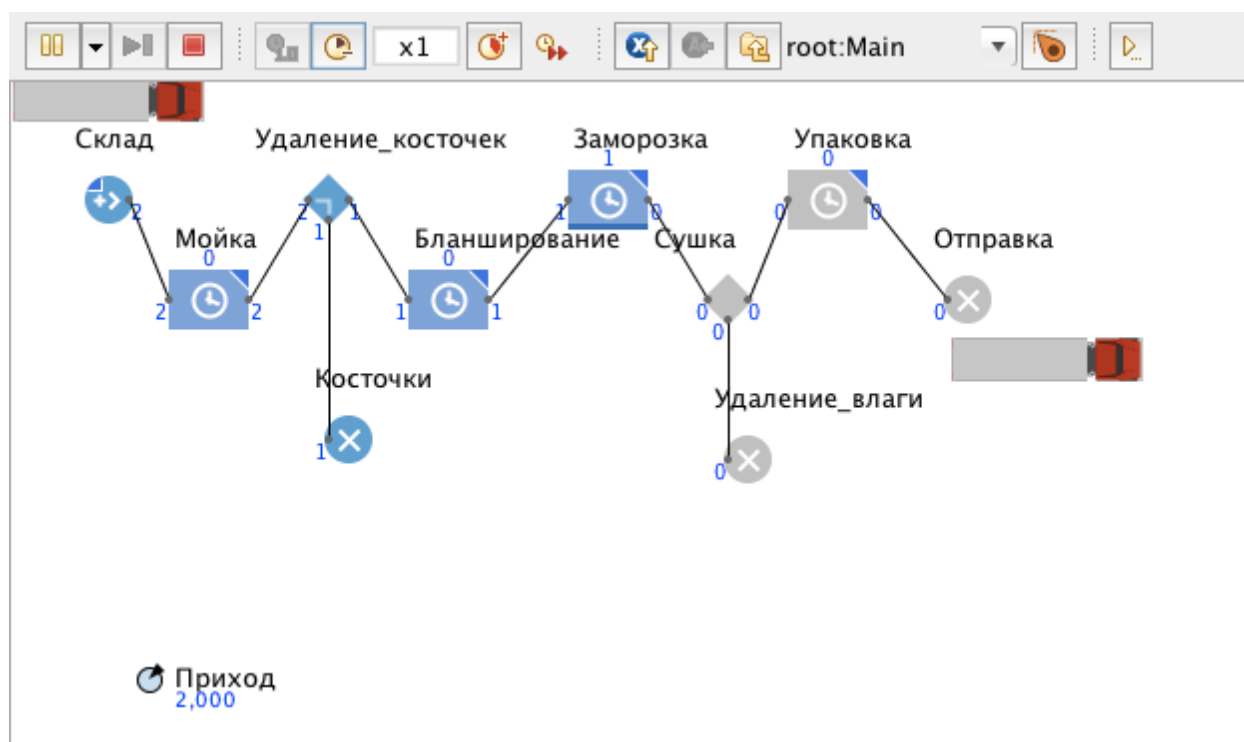 x1 root:Main
Склад Удаление_косточек Заморозка Упаковка
1 0
2 2 1 1 0 0 0
1
Мойка Бланширование Сушка Отправка
0 0
2 2 1 1 0 0 0
0
Косточки
1
Удаление_влаги
0
Приход
2,000